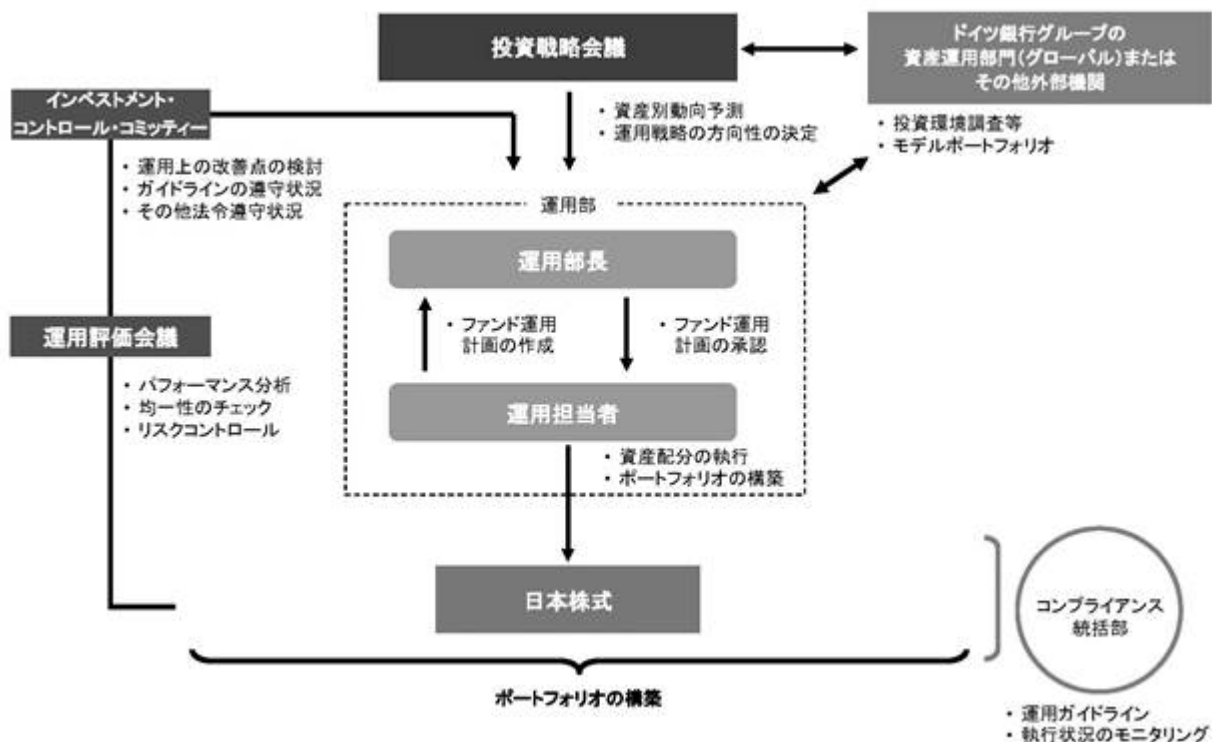 投資戦略会議
ドイツ銀行グループの
資産運用部門(グローバル)または
その他外部機関
・ 投資環境調査等
・ モデルポートフォリオ
・ 資産別動向予測
・ 運用戦略の方向性の決定
インベストメント・
コントロール・コミッティー
・ 運用上の改善点の検討
・ ガイドラインの遵守状況
・ その他法令遵守状況
運用部
運用部長
・ ファンド運用
計画の作成
・ ファンド運用
計画の承認
運用担当者
・ 資産配分の執行
・ ポートフォリオの構築
運用評価会議
・ パフォーマンス分析
・ 均一性のチェック
・ リスクコントロール
日本株式
ポートフォリオの構築
コンプライアンス
統括部
・ 運用ガイドライン
・ 執行状況のモニタリング